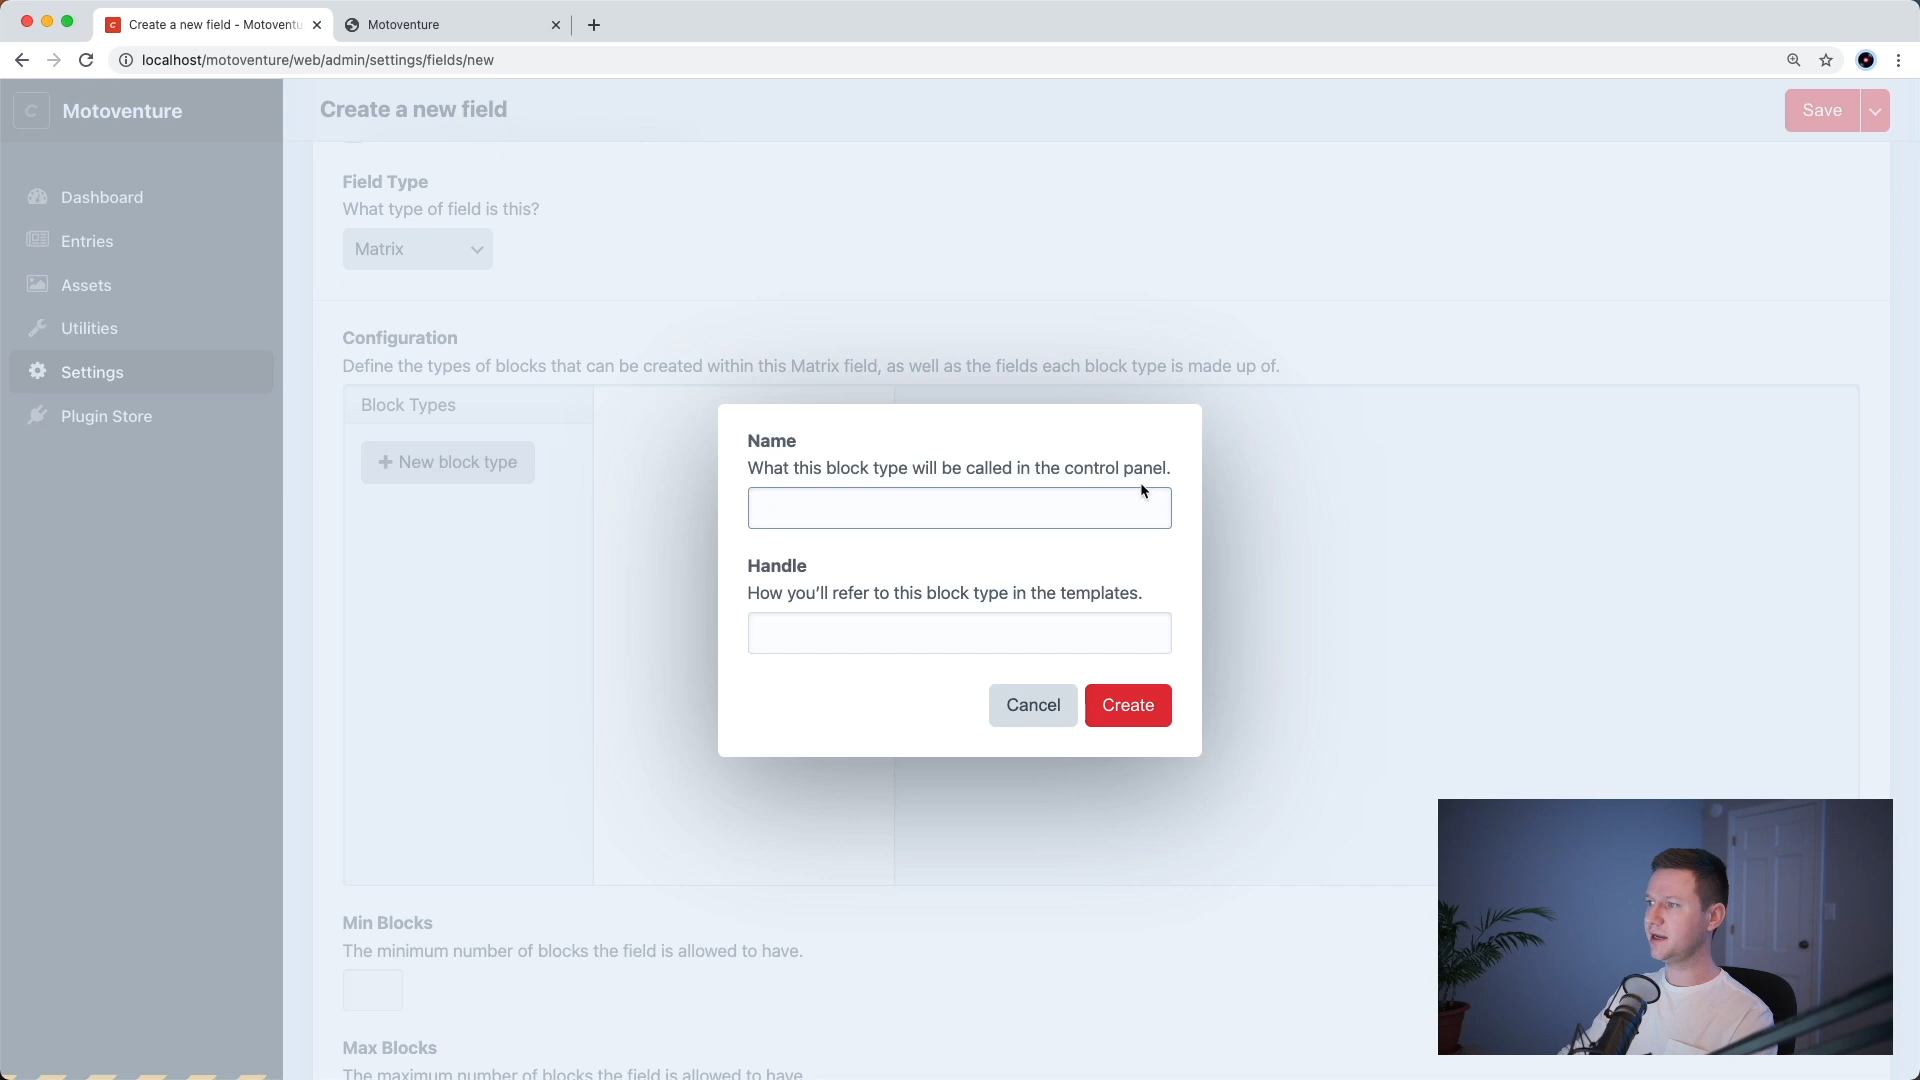 Create a new field - Motoventu
Motoventure
localhost/motoventure/web/admin/settings/fields/new
Motoventure
Create a new field
Save
Dashboard
Entries
Assets
Utilities
Settings
Plugin Store
Field Type
What type of field is this?
Matrix
Configuration
Define the types of blocks that can be created within this Matrix field, as well as the fields each block type is made up of.
Block Types
+ New block type
Name
What this block type will be called in the control panel.
Handle
How you’ll refer to this block type in the templates.
Cancel
Create
Min Blocks
The minimum number of blocks the field is allowed to have.
Max Blocks
The maximum number of blocks the field is allowed to have.